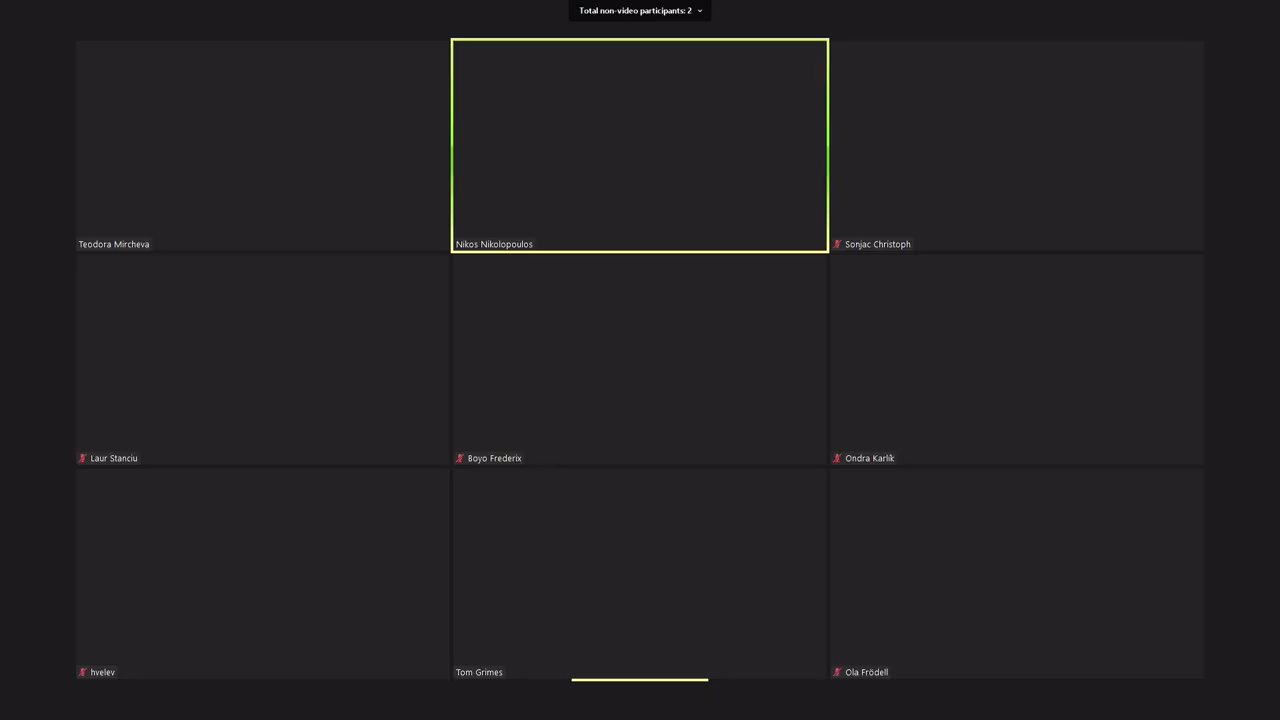 Total non-video participants: 2
Teodora Mircheva
Nikos Nikolopoulos
Sonjac Christoph
Laur Stanciu
Boyo Frederix
Ondra Karlík
hvelev
Tom Grimes
Ola Frödell